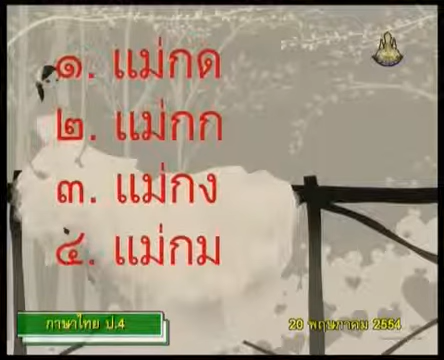 ๑. แม่กด
๒. แม่กก
๓. แม่กง
๔. แม่กม
ภาษาไทย ป.4
20 พฤษภาคม 2554